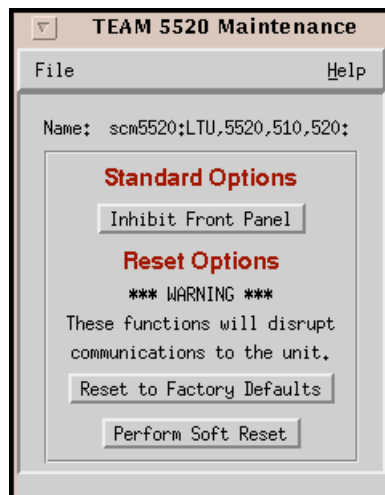 TEAM 5520 Maintenance
File Help
Name: scm5520:LTU,5520,510,520:
Standard Options
Inhibit Front Panel
Reset Options
*** WARNING ***
These functions will disrupt
communications to the unit.
Reset to Factory Defaults
Perform Soft Reset